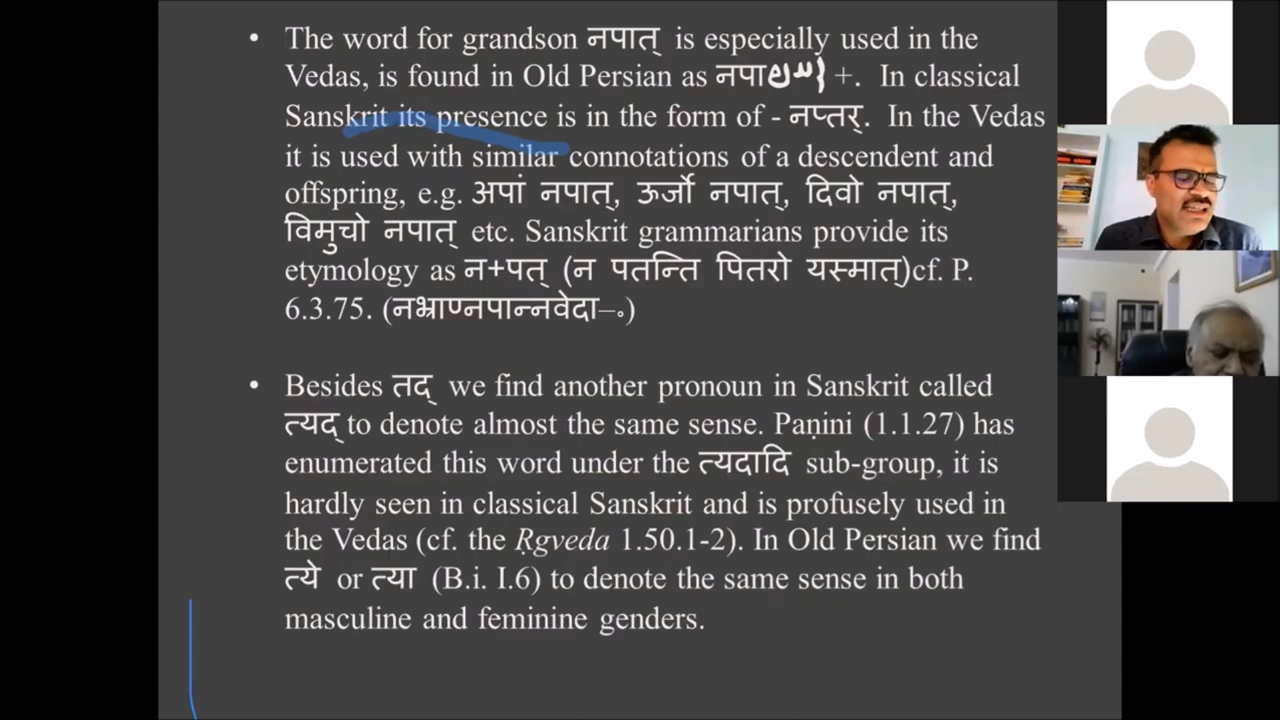 • The word for grandson नपात् is especially used in the
Vedas, is found in Old Persian as +. In classical
Sanskrit its presence is in the form of - नप्तर्. In the Vedas
it is used with similar connotations of a descendent and
offspring, e.g. अपां नपात्, ऊर्जो नपात्, दिवो नपात्,
विमुचो नपात् etc. Sanskrit grammarians provide its
etymology as न+पत् (न पतन्ति पितरो यस्मात्)cf. P.
6.3.75. (नभ्राण्नपान्नवेदा–॰)
• Besides तद् we find another pronoun in Sanskrit called
त्यद् to denote almost the same sense. Paṇini (1.1.27) has
enumerated this word under the त्यदादि sub-group, it is
hardly seen in classical Sanskrit and is profusely used in
the Vedas (cf. the Ṛgveda 1.50.1-2). In Old Persian we find
त्ये or त्या (B.i. I.6) to denote the same sense in both
masculine and feminine genders.